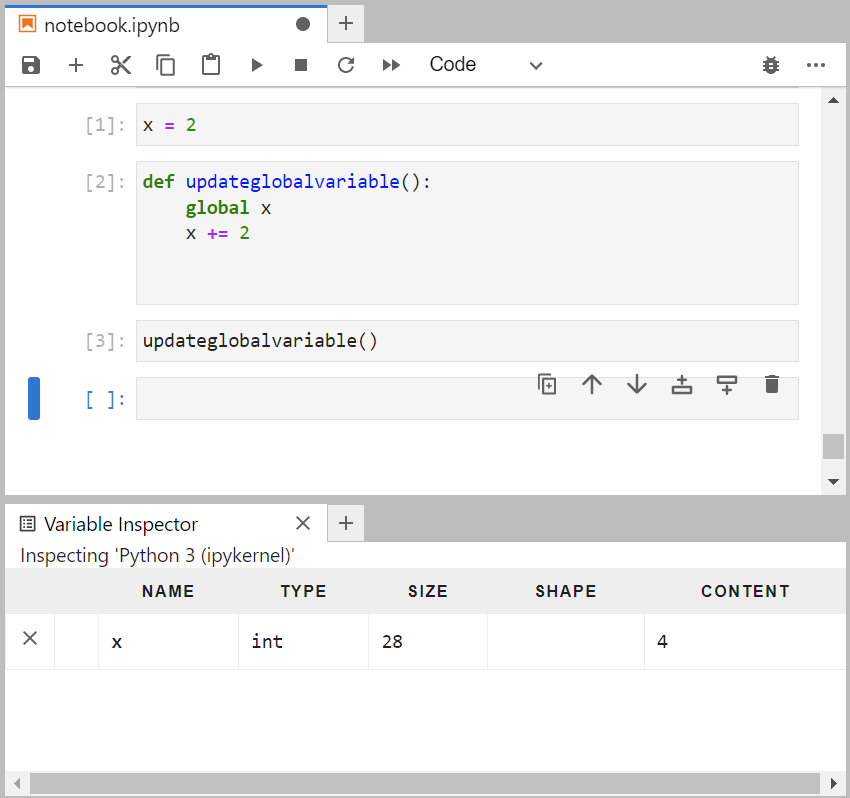 notebook.ipynb
Code
[1]: x = 2
[2]: def updateglobalvariable():
    global x
    x += 2
[3]: updateglobalvariable()
[ ]:
Variable Inspector
Inspecting 'Python 3 (ipykernel)'
NAME TYPE SIZE SHAPE CONTENT
x int 28 4